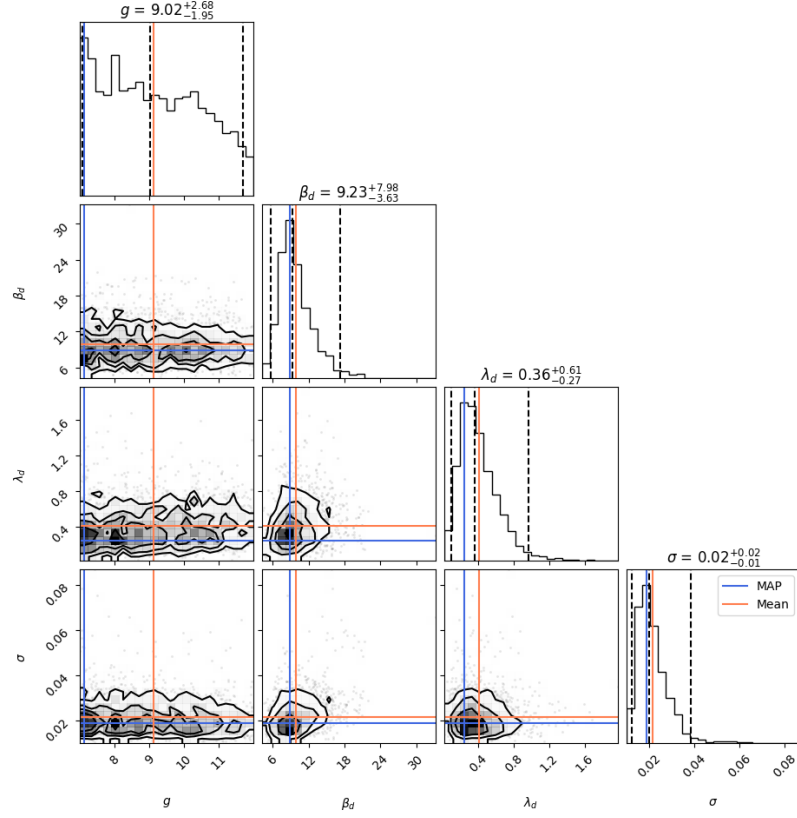 g = 9.02^{+2.68}_{-1.95}
β_d = 9.23^{+7.98}_{-3.63}
30
24
18
12
6
β_d
λ_d = 0.36^{+0.61}_{-0.27}
1.6
1.2
0.8
0.4
λ_d
σ = 0.02^{+0.02}_{-0.01}
MAP
Mean
0.08
0.06
0.04
0.02
σ
8 9 10 11
6 12 18 24 30
0.4 0.8 1.2 1.6
0.02 0.04 0.06 0.08
g β_d λ_d σ